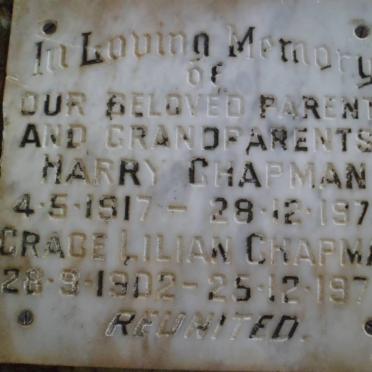 In Loving Memory
of
OUR BELOVED PARENT
AND GRANDPARENTS
HARRY CHAPMAN
4-5-1917 - 28-12-197
GRACE LILIAN CHAPMA
28-9-1902 - 25-12-197
REUNITED.